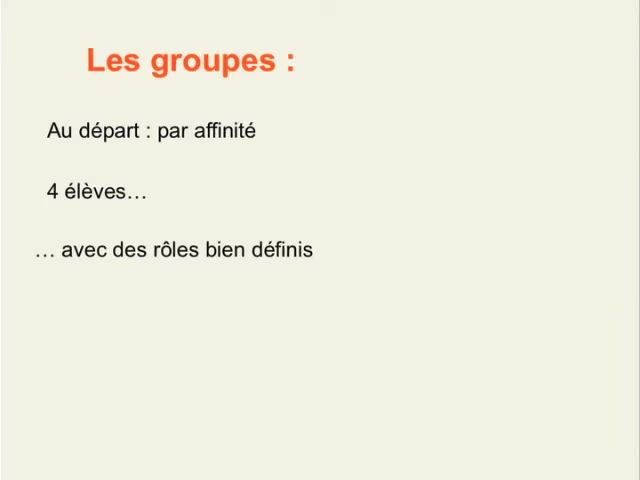 Les groupes :
Au départ : par affinité
4 élèves…
… avec des rôles bien définis